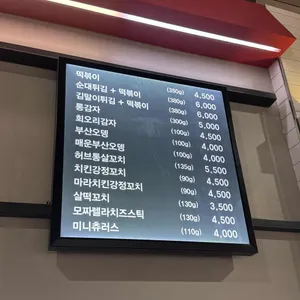 떡볶이 (350g) 4,500
순대튀김 + 떡볶이 (380g) 6,000
김말이튀김 + 떡볶이 (380g) 6,000
통감자 (300g) 5,000
회오리감자 (100g) 4,500
부산오뎅 (100g) 4,000
매운부산오뎅 (100g) 4,000
허브통살꼬치 (135g) 5,500
치킨강정꼬치 (90g) 4,500
마라치킨강정꼬치 (90g) 4,500
살떡꼬치 (130g) 3,500
모짜렐라치즈스틱 (130g) 4,500
미니츄러스 (110g) 4,000